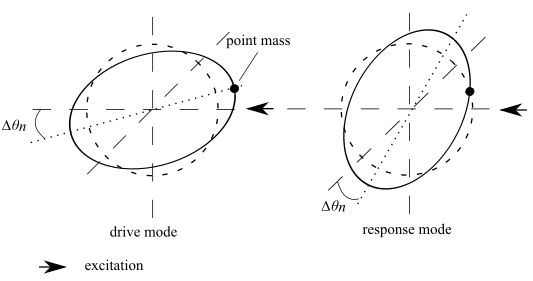 point mass
Δθn
Δθn
drive mode
response mode
excitation